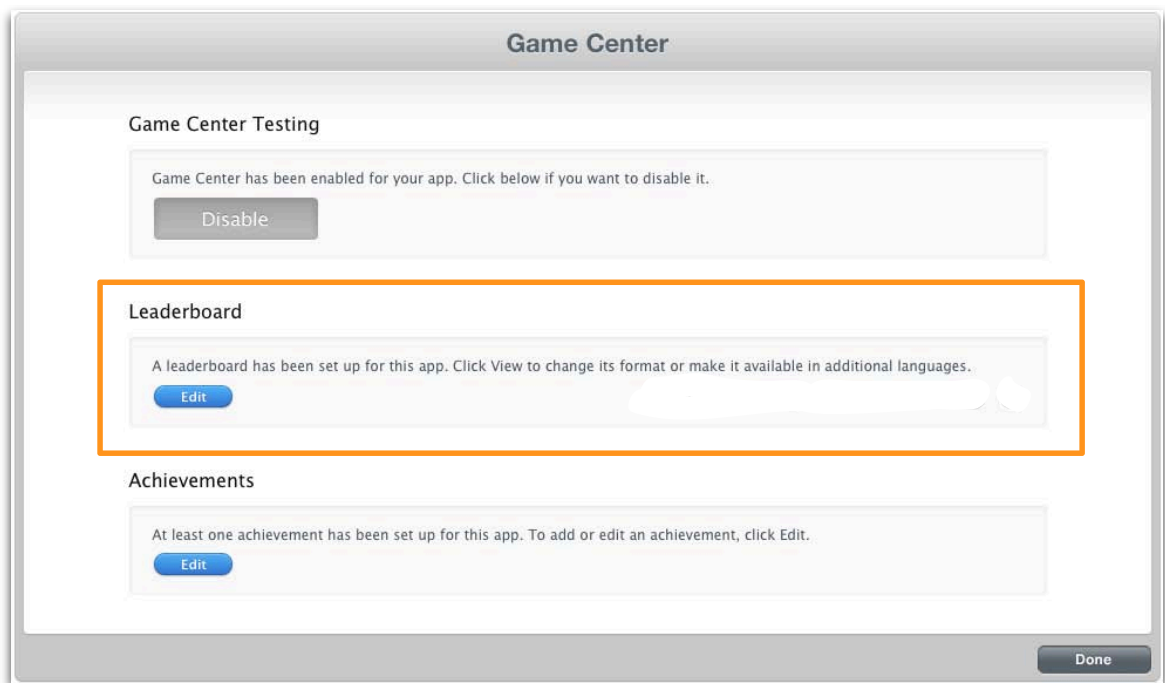 Game Center
Game Center Testing
Game Center has been enabled for your app. Click below if you want to disable it.
Disable
Leaderboard
A leaderboard has been set up for this app. Click View to change its format or make it available in additional languages.
Edit
Achievements
At least one achievement has been set up for this app. To add or edit an achievement, click Edit.
Edit
Done